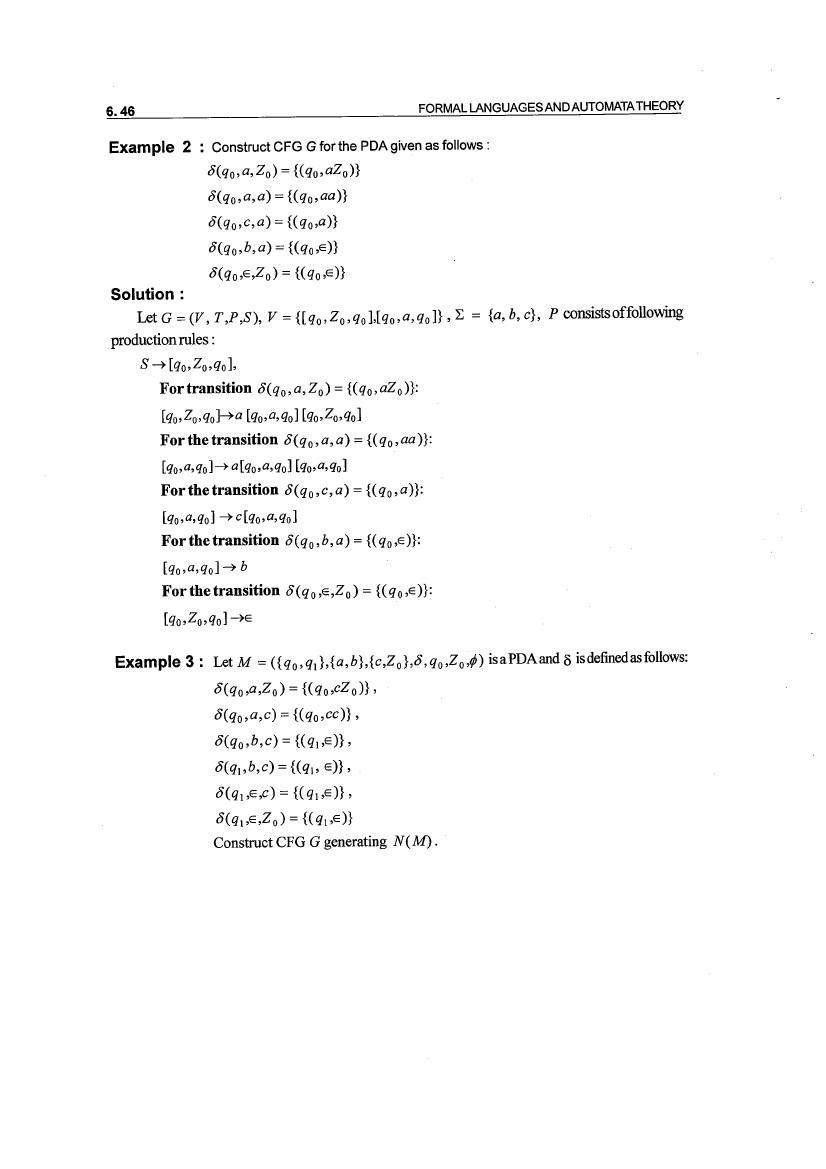 6. 46 FORMAL LANGUAGES AND AUTOMATA THEORY
Example 2 : Construct CFG G for the PDA given as follows :
δ(q₀,a,Z₀) = {(q₀,aZ₀)}
δ(q₀,a,a) = {(q₀,aa)}
δ(q₀,c,a) = {(q₀,a)}
δ(q₀,b,a) = {(q₀,∈)}
δ(q₀,∈,Z₀) = {(q₀,∈)}
Solution :
Let G = (V, T,P,S), V = {[q₀,Z₀,q₀],[q₀,a,q₀]} , Σ = {a, b, c}, P consists of following
production rules :
S → [q₀,Z₀,q₀],
For transition δ(q₀,a,Z₀) = {(q₀,aZ₀)}:
[q₀,Z₀,q₀]→a [q₀,a,q₀] [q₀,Z₀,q₀]
For the transition δ(q₀,a,a) = {(q₀,aa)}:
[q₀,a,q₀]→ a[q₀,a,q₀] [q₀,a,q₀]
For the transition δ(q₀,c,a) = {(q₀,a)}:
[q₀,a,q₀] → c[q₀,a,q₀]
For the transition δ(q₀,b,a) = {(q₀,∈)}:
[q₀,a,q₀] → b
For the transition δ(q₀,∈,Z₀) = {(q₀,∈)}:
[q₀,Z₀,q₀] →∈
Example 3 : Let M = ({q₀,q₁},{a,b},{c,Z₀},δ,q₀,Z₀,ϕ) is a PDA and δ is defined as follows:
δ(q₀,a,Z₀) = {(q₀,cZ₀)} ,
δ(q₀,a,c) = {(q₀,cc)} ,
δ(q₀,b,c) = {(q₁,∈)} ,
δ(q₁,b,c) = {(q₁, ∈)} ,
δ(q₁,∈,c) = {(q₁,∈)} ,
δ(q₁,∈,Z₀) = {(q₁,∈)}
Construct CFG G generating N(M) .